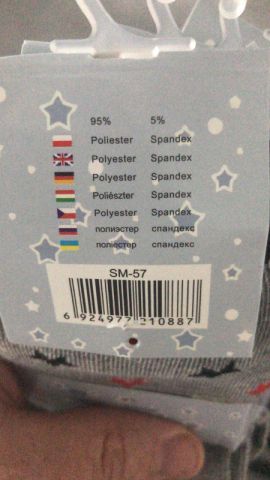 95% 5%
Poliester Spandex
Polyester Spandex
Polyester Spandex
Poliészter Spandex
Polyester Spandex
полиэстер спандекс
поліестер спандекс
SM-57
6 924977 210887